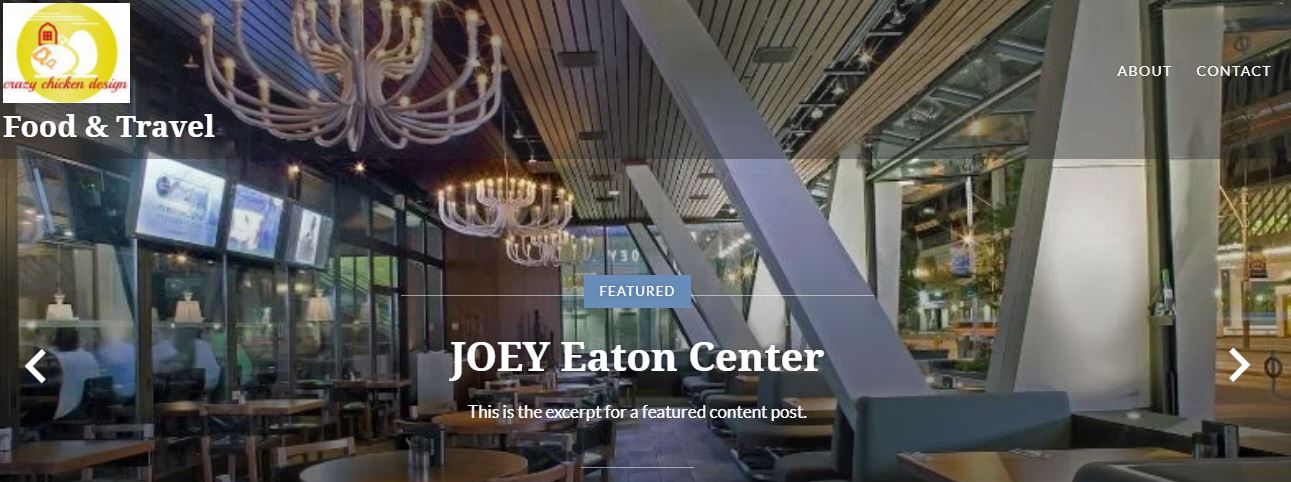 crazy chicken design
Food & Travel
ABOUT CONTACT
FEATURED
JOEY Eaton Center
This is the excerpt for a featured content post.